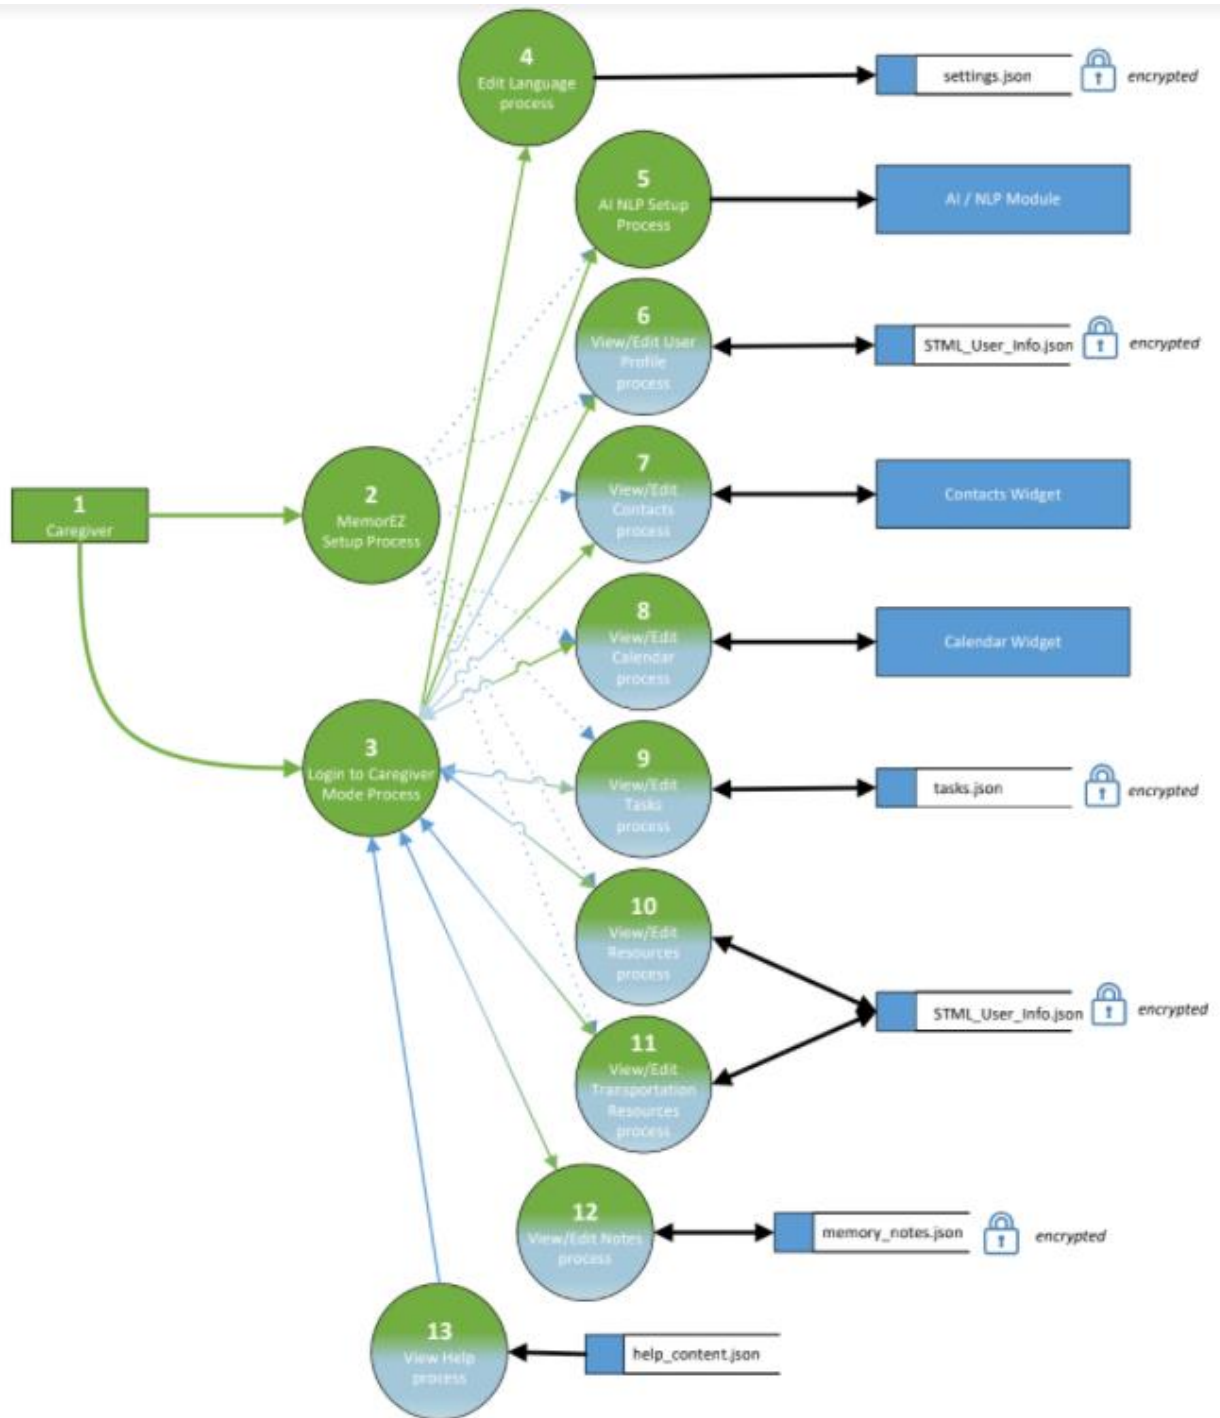 4
Edit Language
process
settings.json
encrypted
5
AI NLP Setup
Process
AI / NLP Module
6
View/Edit User
Profile
process
STML_User_Info.json
encrypted
7
View/Edit
Contacts
process
Contacts Widget
1
Caregiver
2
MemorEZ
Setup Process
8
View/Edit
Calendar
process
Calendar Widget
3
Login to Caregiver
Mode Process
9
View/Edit
Tasks
process
tasks.json
encrypted
10
View/Edit
Resources
process
STML_User_Info.json
encrypted
11
View/Edit
Transportation
Resources
process
12
View/Edit Notes
process
memory_notes.json
encrypted
13
View Help
process
help_content.json